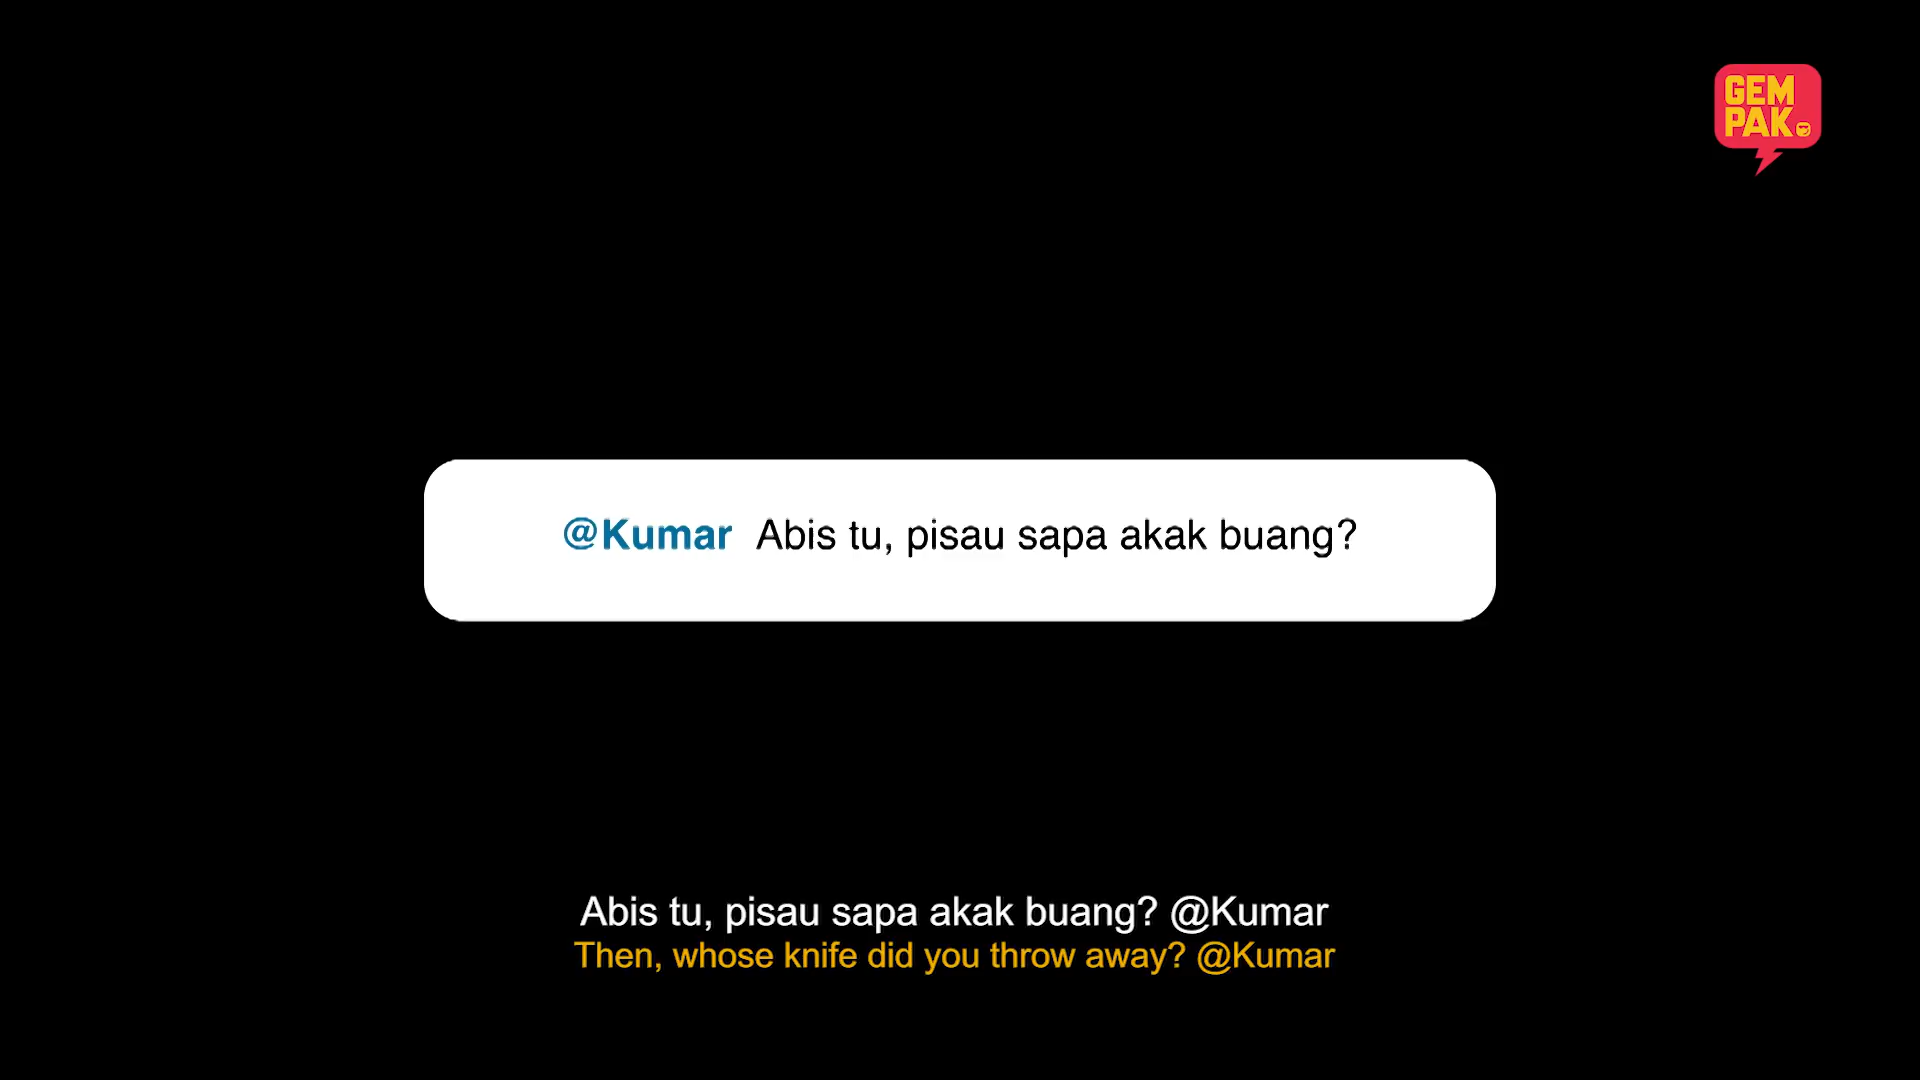 GEM
PAK
@Kumar Abis tu, pisau sapa akak buang?
Abis tu, pisau sapa akak buang? @Kumar
Then, whose knife did you throw away? @Kumar